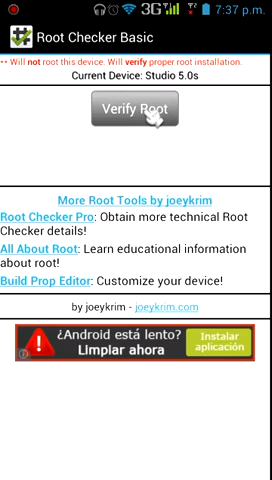 3G 7:37 p.m.
Root Checker Basic
** Will not root this device. Will verify proper root installation.
Current Device: Studio 5.0s
Verify Root
More Root Tools by joeykrim
Root Checker Pro: Obtain more technical Root
Checker details!
All About Root: Learn educational information
about root!
Build Prop Editor: Customize your device!
by joeykrim - joeykrim.com
¿Android está lento?
Limpiar ahora
Instalar
aplicación